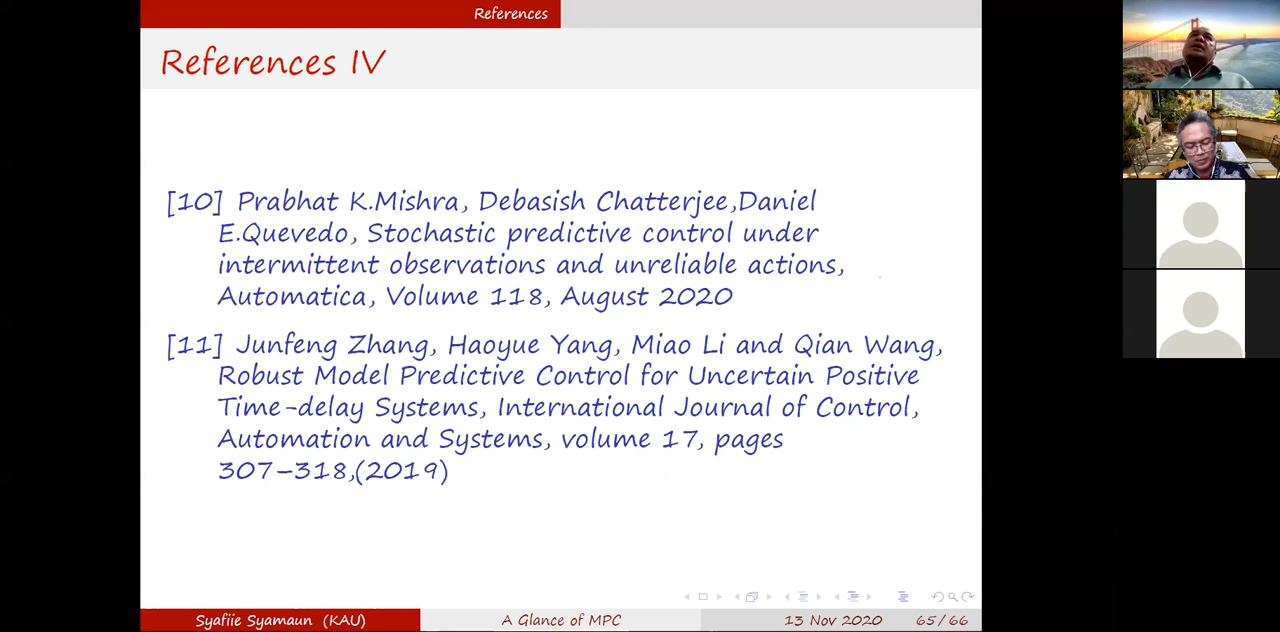 References
References IV
[10] Prabhat K.Mishra, Debasish Chatterjee,Daniel
E.Quevedo, Stochastic predictive control under
intermittent observations and unreliable actions,
Automatica, Volume 118, August 2020
[11] Junfeng Zhang, Haoyue Yang, Miao Li and Qian Wang,
Robust Model Predictive Control for Uncertain Positive
Time-delay Systems, International Journal of Control,
Automation and Systems, volume 17, pages
307–318,(2019)
Syafiie Syamaun (KAU) A Glance of MPC 13 Nov 2020 65/66